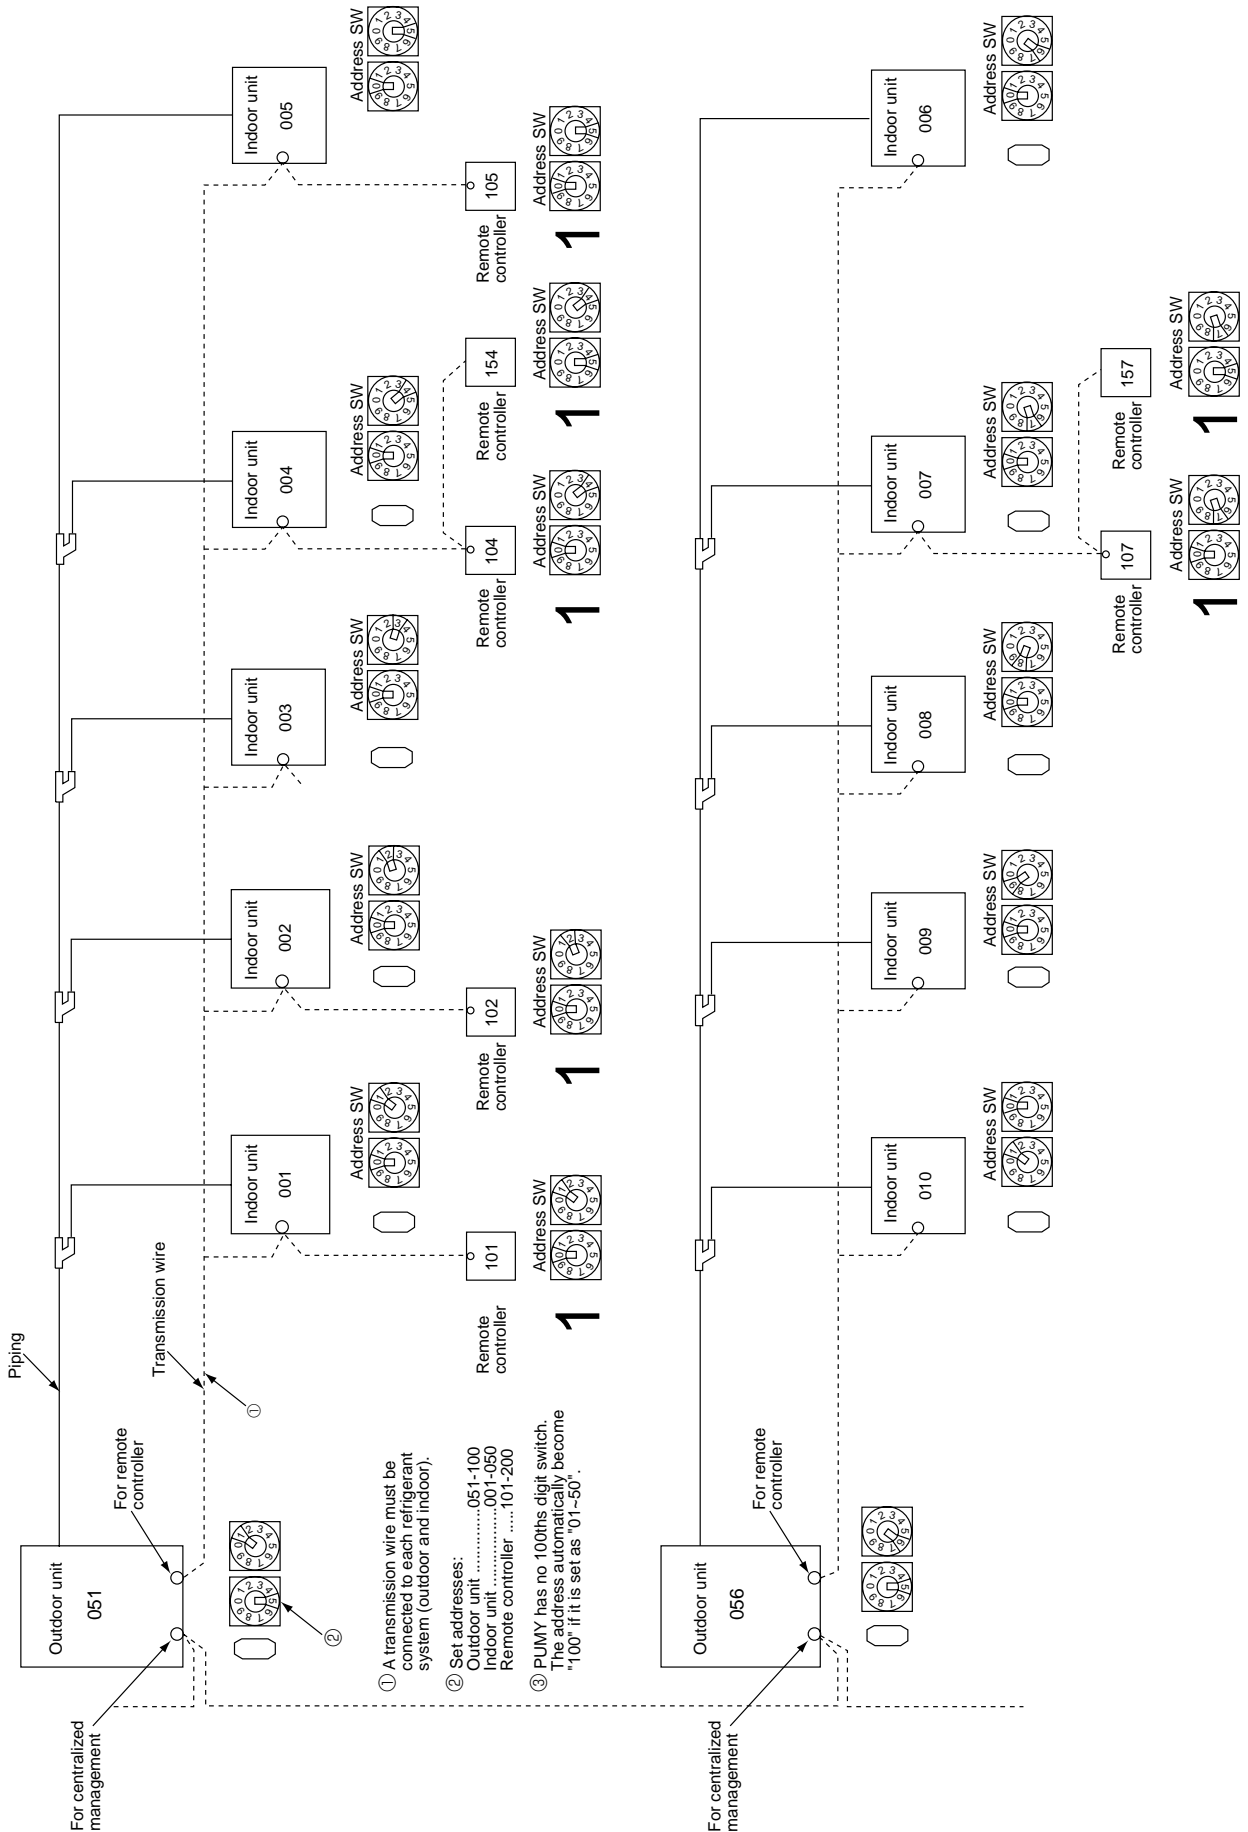 Piping
Transmission wire
①
For remote
controller
Outdoor unit
051
For centralized
management
②
Indoor unit
001
Address SW
Indoor unit
002
Address SW
Indoor unit
003
Address SW
Indoor unit
004
Address SW
Indoor unit
005
Address SW
101
Remote
controller
Address SW
1
102
Remote
controller
Address SW
1
104
Remote
controller
Address SW
1
154
Remote
controller
Address SW
1
105
Remote
controller
Address SW
1
① A transmission wire must be
connected to each refrigerant
system (outdoor and indoor).
② Set addresses:
Outdoor unit ................051-100
Indoor unit ..................001-050
Remote controller .....101-200
③ PUMY has no 100ths digit switch.
The address automatically become
"100" if it is set as "01~50".
For remote
controller
Outdoor unit
056
For centralized
management
Indoor unit
010
Address SW
Indoor unit
009
Address SW
Indoor unit
008
Address SW
Indoor unit
007
Address SW
Indoor unit
006
Address SW
107
Remote
controller
Address SW
1
157
Remote
controller
Address SW
1